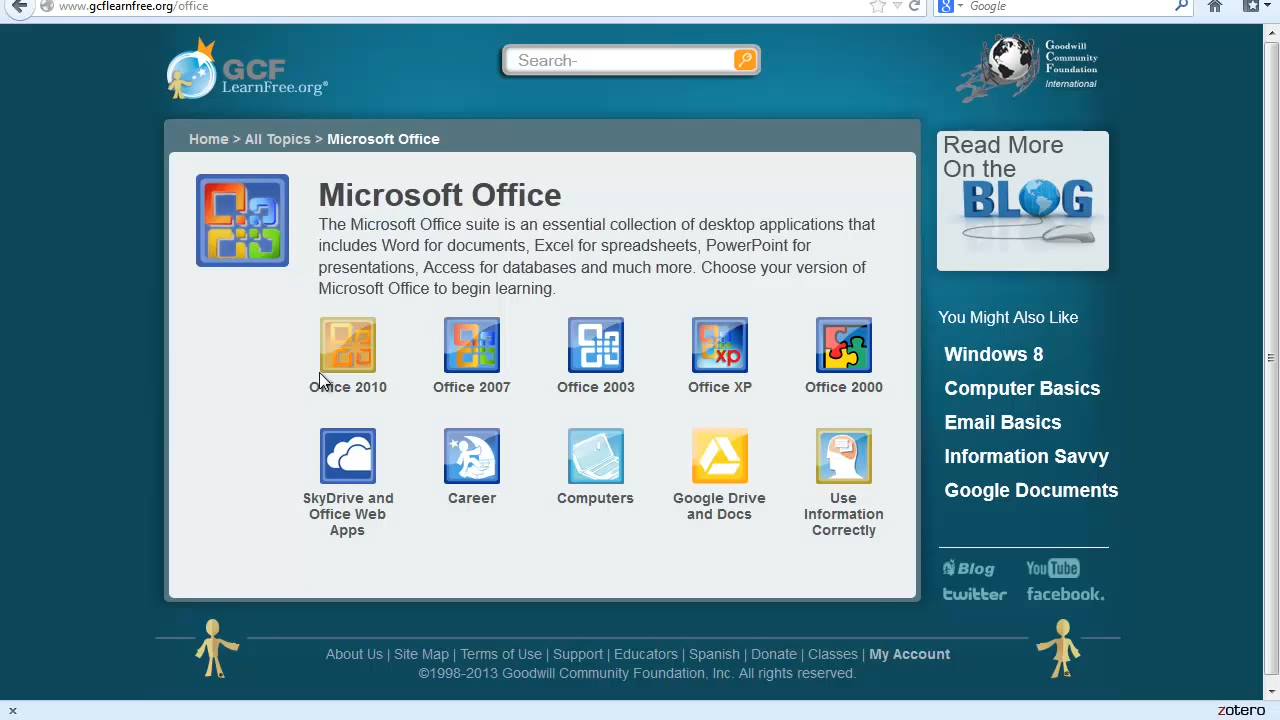 www.gcflearnfree.org/office
Google
GCF
LearnFree.org®
Search-
Goodwill
Community
Foundation
International
Home > All Topics > Microsoft Office
Microsoft Office
The Microsoft Office suite is an essential collection of desktop applications that
includes Word for documents, Excel for spreadsheets, PowerPoint for
presentations, Access for databases and much more. Choose your version of
Microsoft Office to begin learning.
Office 2010
Office 2007
Office 2003
xp
Office XP
Office 2000
SkyDrive and
Office Web
Apps
Career
Computers
Google Drive
and Docs
Use
Information
Correctly
Read More
On the
BLOG
You Might Also Like
Windows 8
Computer Basics
Email Basics
Information Savvy
Google Documents
Blog
YouTube
twitter
facebook.
About Us | Site Map | Terms of Use | Support | Educators | Spanish | Donate | Classes | My Account
©1998-2013 Goodwill Community Foundation, Inc. All rights reserved.
x
zotero